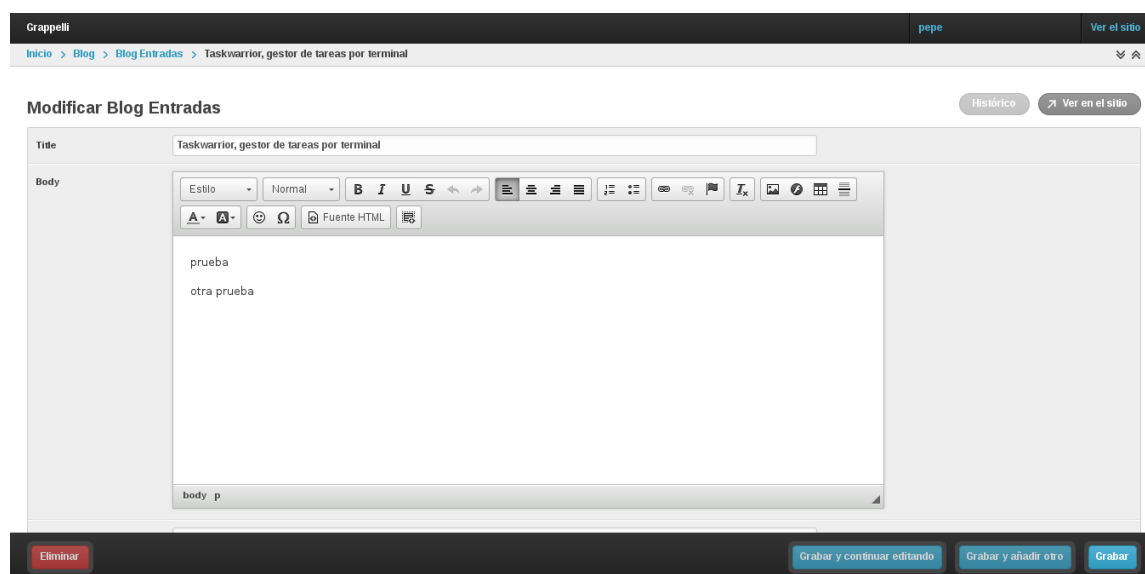 Grappelli pepe Ver el sitio
Inicio > Blog > Blog Entradas > Taskwarrior, gestor de tareas por terminal
Modificar Blog Entradas Histórico Ver en el sitio
Title Taskwarrior, gestor de tareas por terminal
Body
Estilo Normal B I U S
A A Ω Fuente HTML
prueba
otra prueba
body p
Eliminar Grabar y continuar editando Grabar y añadir otro Grabar